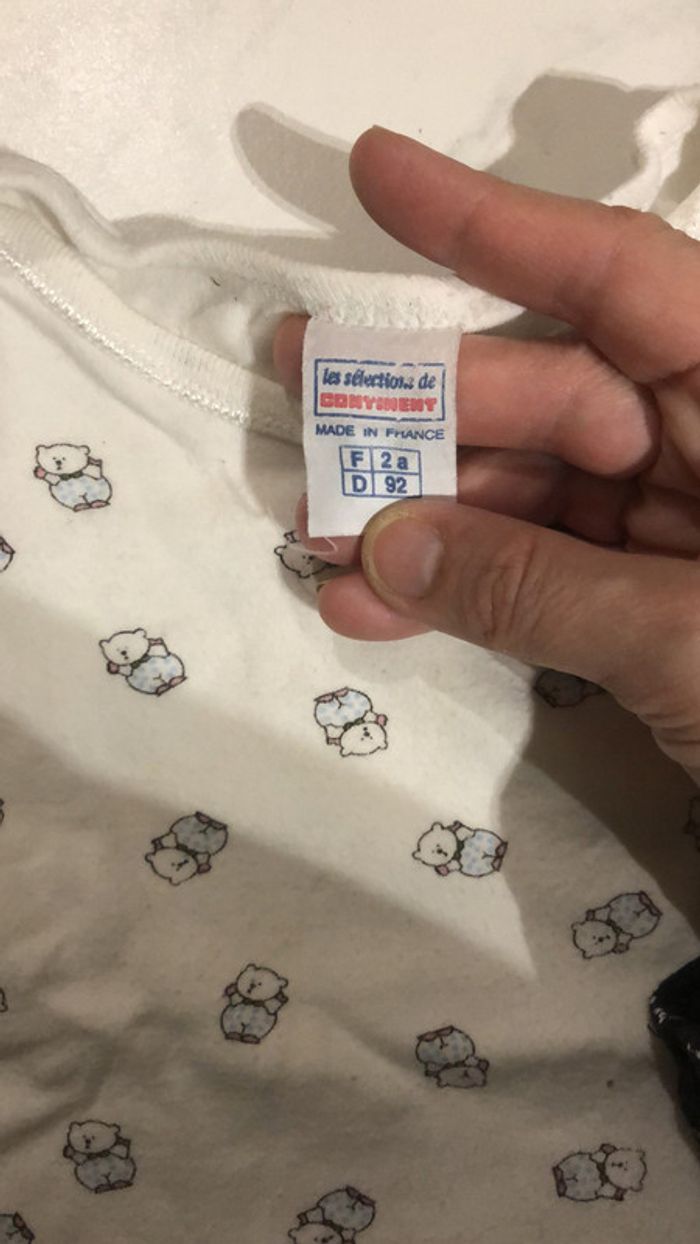 les sélections de
CONTINENT
MADE IN FRANCE
F 2 a
D 92